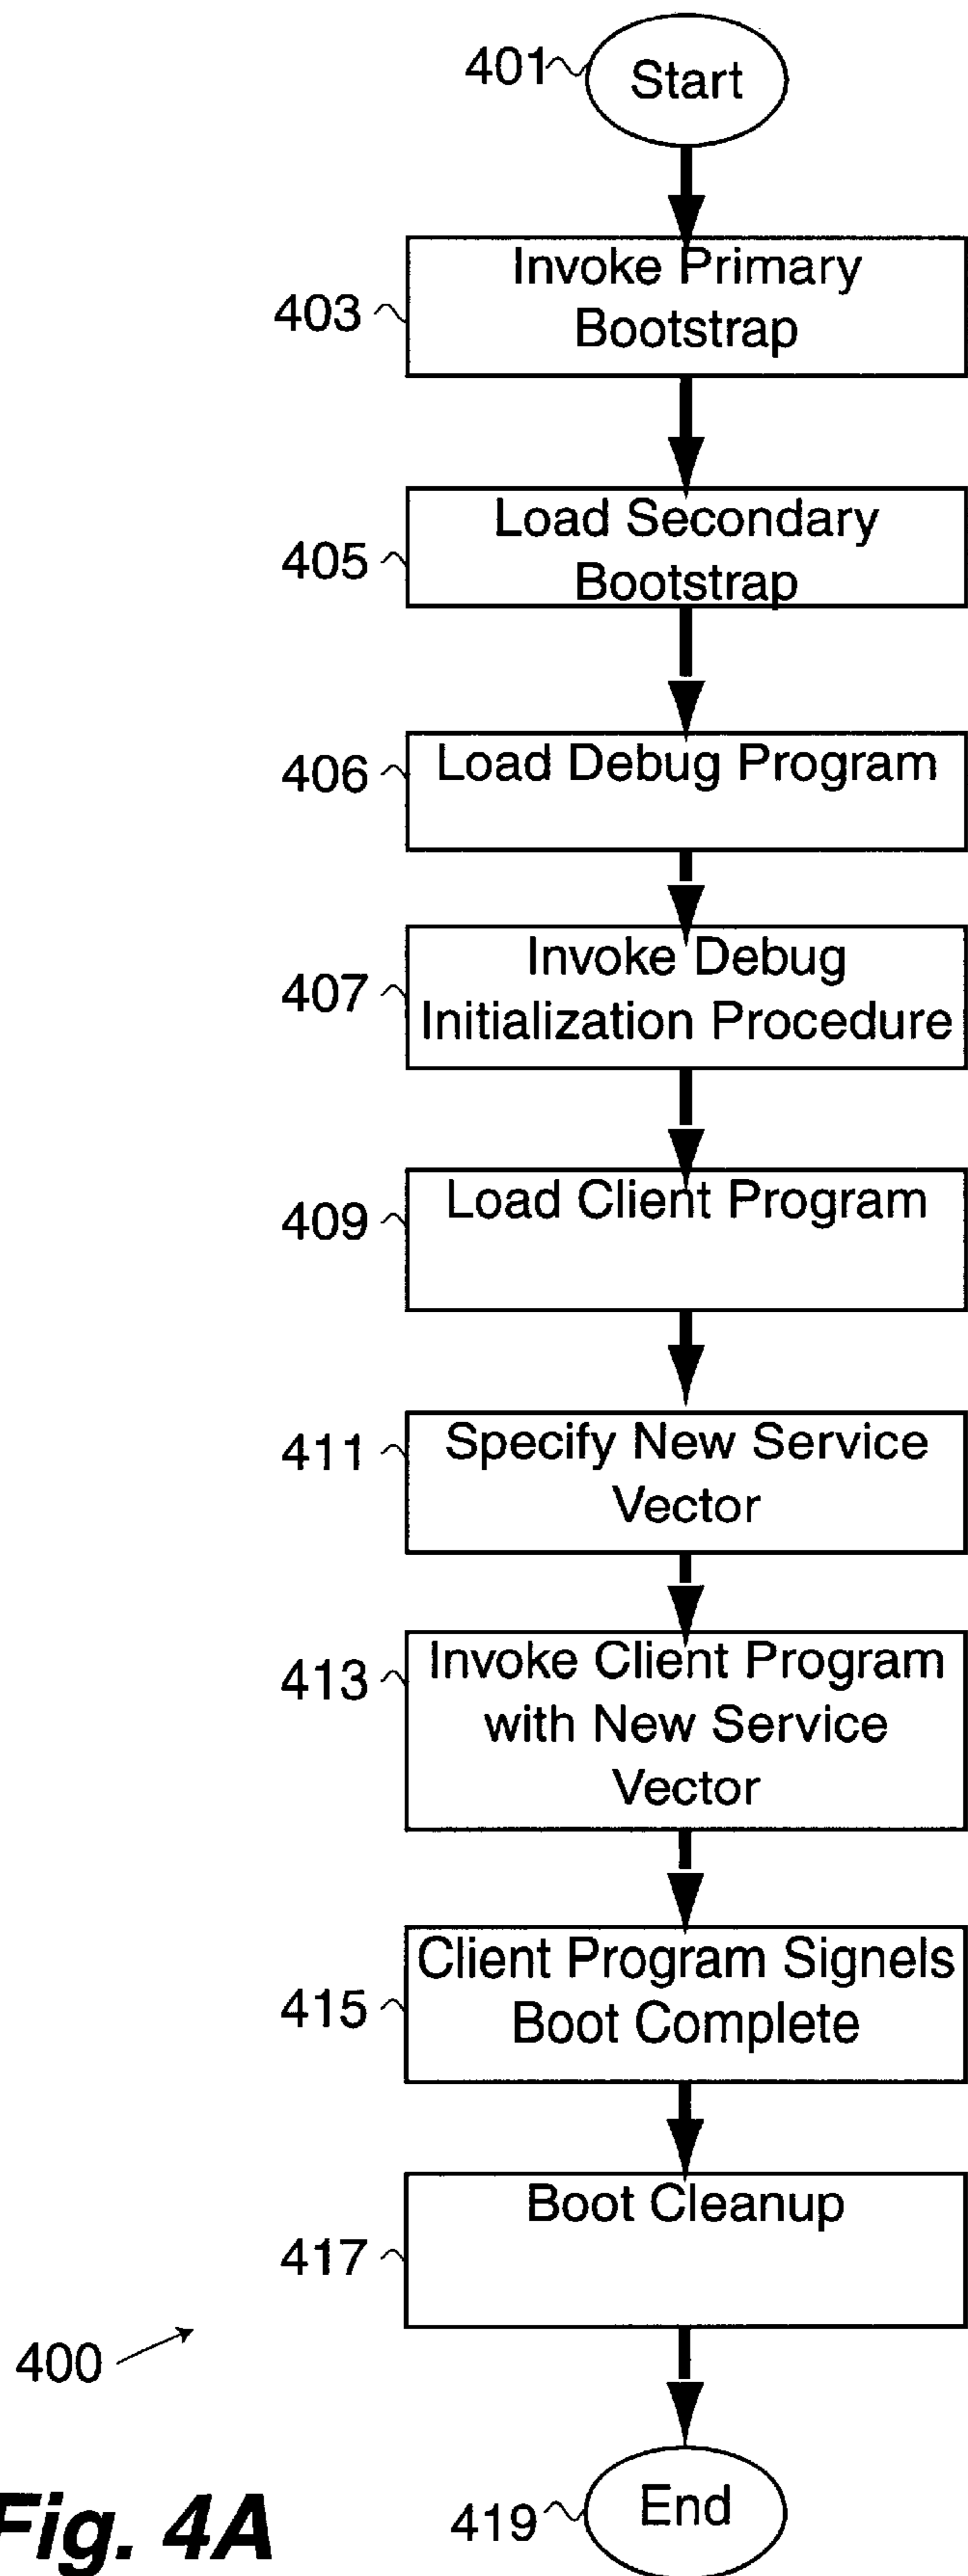 401
Start
403
Invoke Primary
Bootstrap
405
Load Secondary
Bootstrap
406
Load Debug Program
407
Invoke Debug
Initialization Procedure
409
Load Client Program
411
Specify New Service
Vector
413
Invoke Client Program
with New Service
Vector
415
Client Program Signels
Boot Complete
417
Boot Cleanup
400
419
End
Fig. 4A